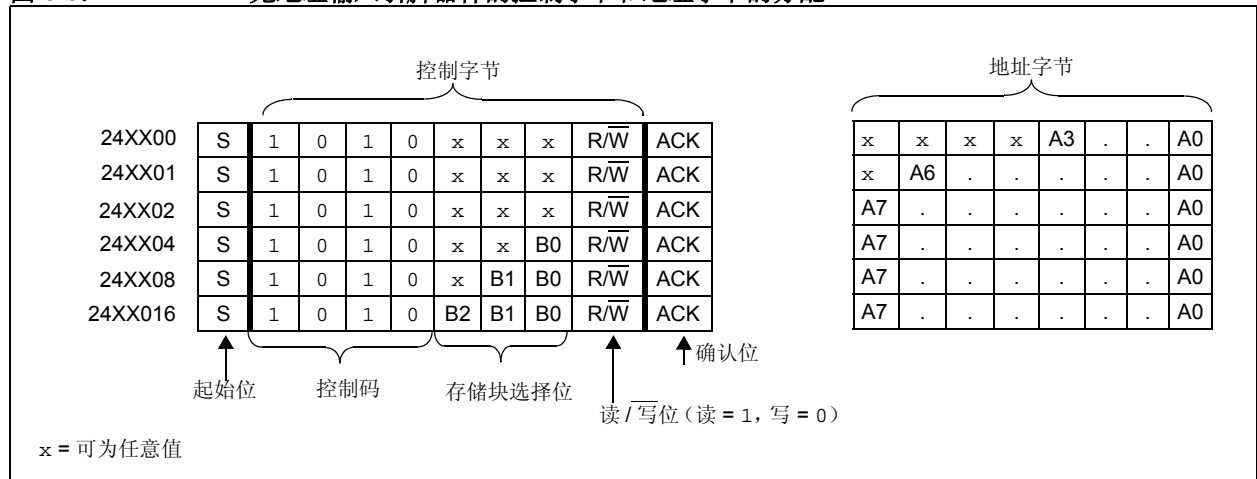 控制字节
地址字节
24XX00 S 1 0 1 0 x x x R/W ACK x x x x A3 . . A0
24XX01 S 1 0 1 0 x x x R/W ACK x A6 . . . . . A0
24XX02 S 1 0 1 0 x x x R/W ACK A7 . . . . . . A0
24XX04 S 1 0 1 0 x x B0 R/W ACK A7 . . . . . . A0
24XX08 S 1 0 1 0 x B1 B0 R/W ACK A7 . . . . . . A0
24XX016 S 1 0 1 0 B2 B1 B0 R/W ACK A7 . . . . . . A0
起始位 控制码 存储块选择位 确认位
读 / 写位（读 = 1，写 = 0）
x = 可为任意值